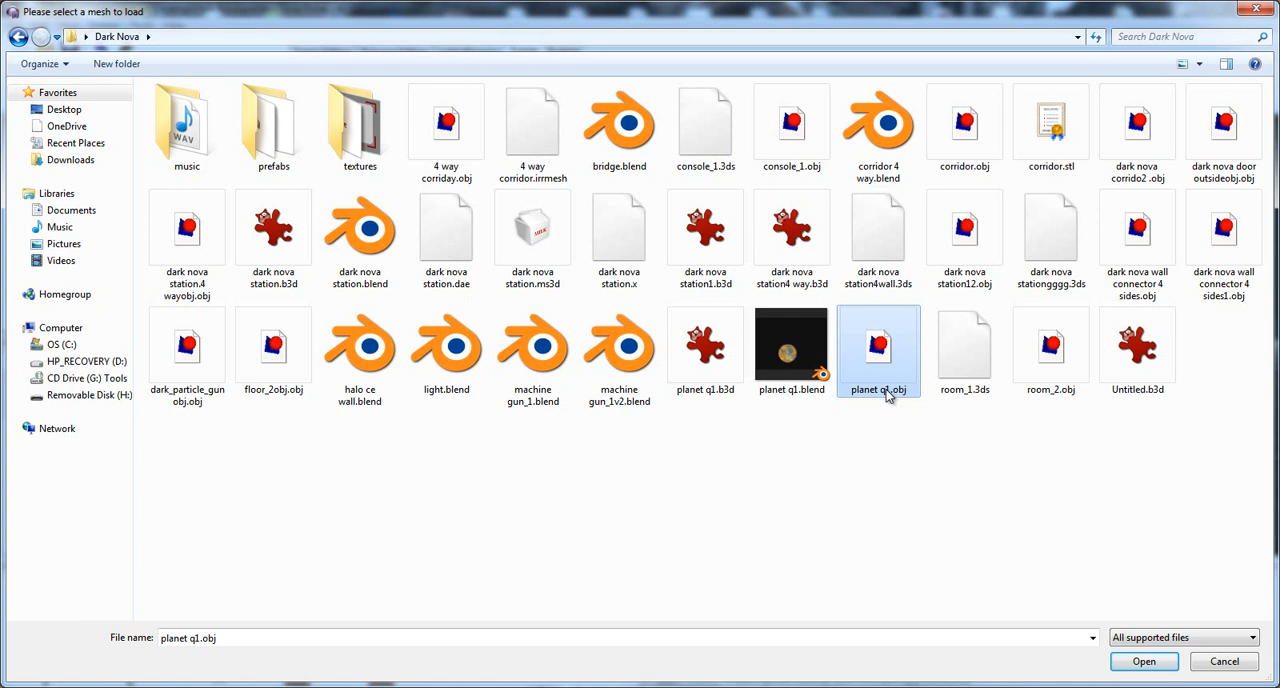 Please select a mesh to load
Dark Nova
Search Dark Nova
Organize
New folder
Favorites
Desktop
OneDrive
Recent Places
Downloads
Libraries
Documents
Music
Pictures
Videos
Homegroup
Computer
OS (C:)
HP_RECOVERY (D:)
CD Drive (G:) Tools
Removable Disk (H:)
Network
WAV
music
prefabs
textures
4 way
corriday.obj
4 way
corridor.irrmesh
bridge.blend
console_1.3ds
console_1.obj
corridor 4
way.blend
corridor.obj
corridor.stl
dark nova
corrido2 .obj
dark nova door
outsideobj.obj
dark nova
station.4
wayobj.obj
dark nova
station.b3d
dark nova
station.blend
dark nova
station.dae
MILK
dark nova
station.ms3d
dark nova
station.x
dark nova
station1.b3d
dark nova
station4 way.b3d
dark nova
station4wall.3ds
dark nova
station12.obj
dark nova
stationgggg.3ds
dark nova wall
connector 4
sides.obj
dark nova wall
connector 4
sides1.obj
dark_particle_gun
obj.obj
floor_2obj.obj
halo ce
wall.blend
light.blend
machine
gun_1.blend
machine
gun_1v2.blend
planet q1.b3d
planet q1.blend
planet q1.obj
room_1.3ds
room_2.obj
Untitled.b3d
File name:
planet q1.obj
All supported files
Open
Cancel